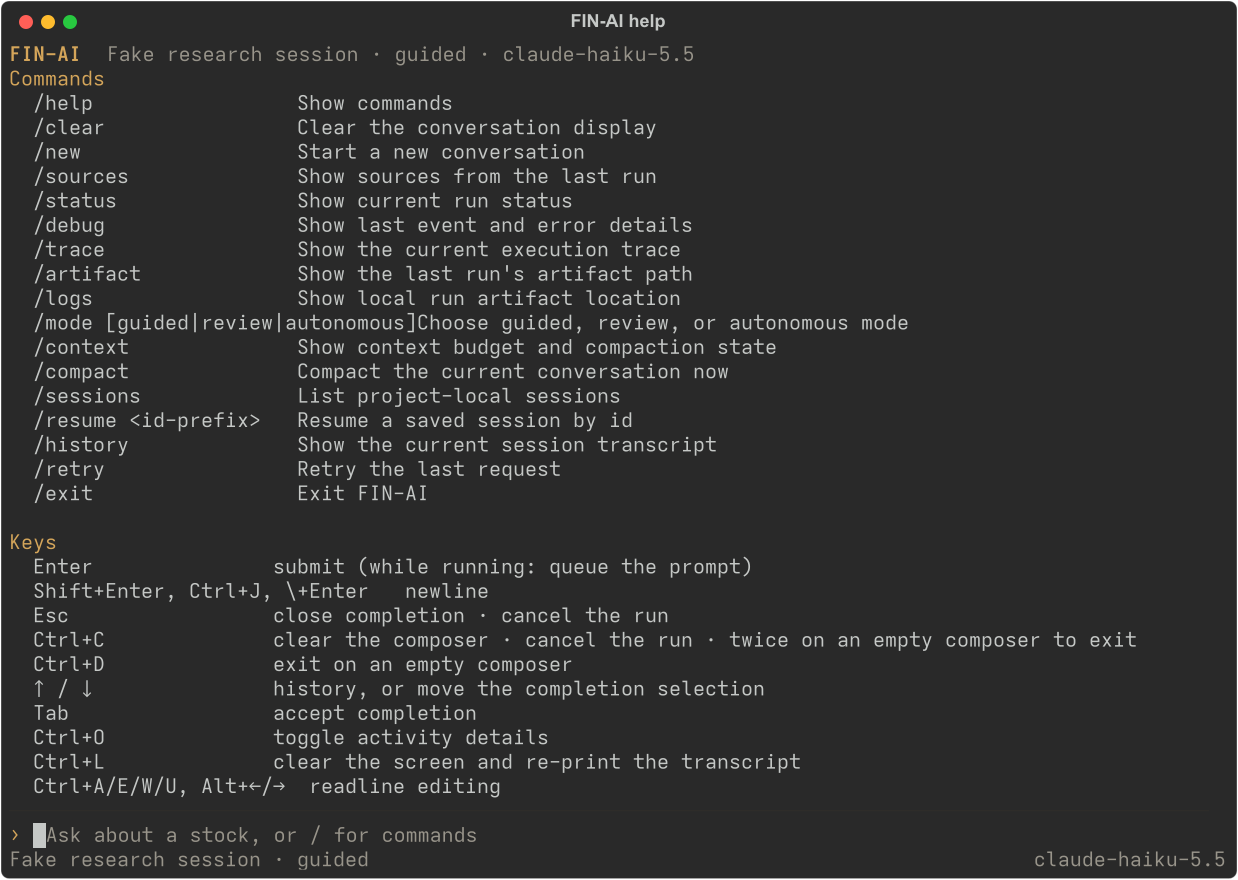 FIN-AI help
FIN-AI Fake research session · guided · claude-haiku-5.5
Commands
/help Show commands
/clear Clear the conversation display
/new Start a new conversation
/sources Show sources from the last run
/status Show current run status
/debug Show last event and error details
/trace Show the current execution trace
/artifact Show the last run's artifact path
/logs Show local run artifact location
/mode [guided|review|autonomous]Choose guided, review, or autonomous mode
/context Show context budget and compaction state
/compact Compact the current conversation now
/sessions List project-local sessions
/resume <id-prefix> Resume a saved session by id
/history Show the current session transcript
/retry Retry the last request
/exit Exit FIN-AI
Keys
Enter submit (while running: queue the prompt)
Shift+Enter, Ctrl+J, \+Enter newline
Esc close completion · cancel the run
Ctrl+C clear the composer · cancel the run · twice on an empty composer to exit
Ctrl+D exit on an empty composer
↑ / ↓ history, or move the completion selection
Tab accept completion
Ctrl+O toggle activity details
Ctrl+L clear the screen and re-print the transcript
Ctrl+A/E/W/U, Alt+←/→ readline editing
› Ask about a stock, or / for commands
Fake research session · guided claude-haiku-5.5